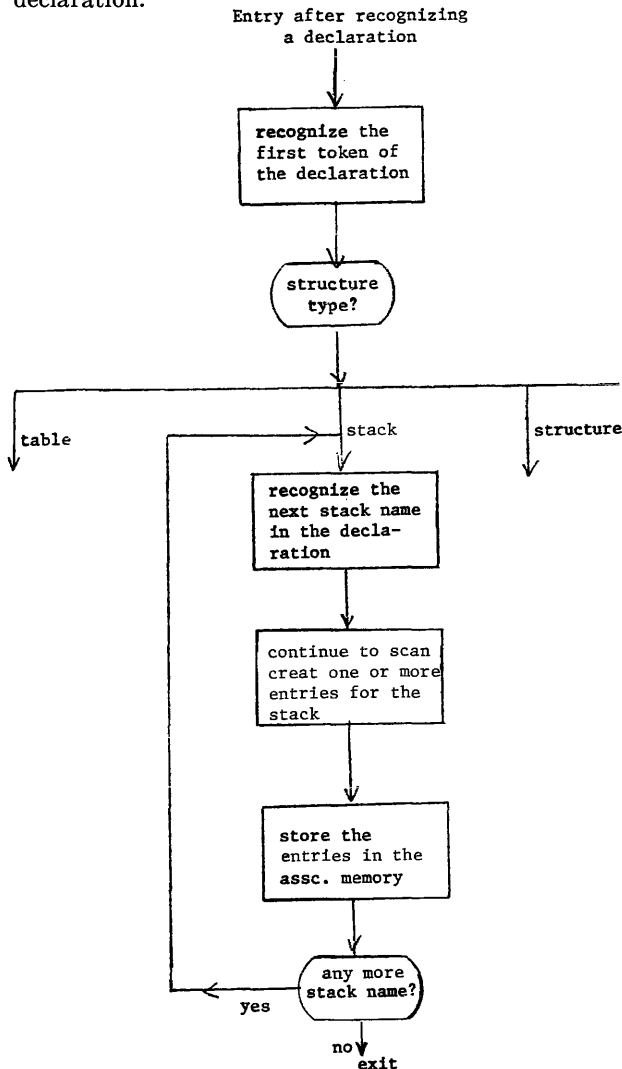 declaration.
Entry after recognizing
a declaration
recognize the
first token of
the declaration
structure
type?
table
stack
structure
recognize the
next stack name
in the decla-
ration
continue to scan
creat one or more
entries for the
stack
store the
entries in the
assc. memory
any more
stack name?
yes
no
exit